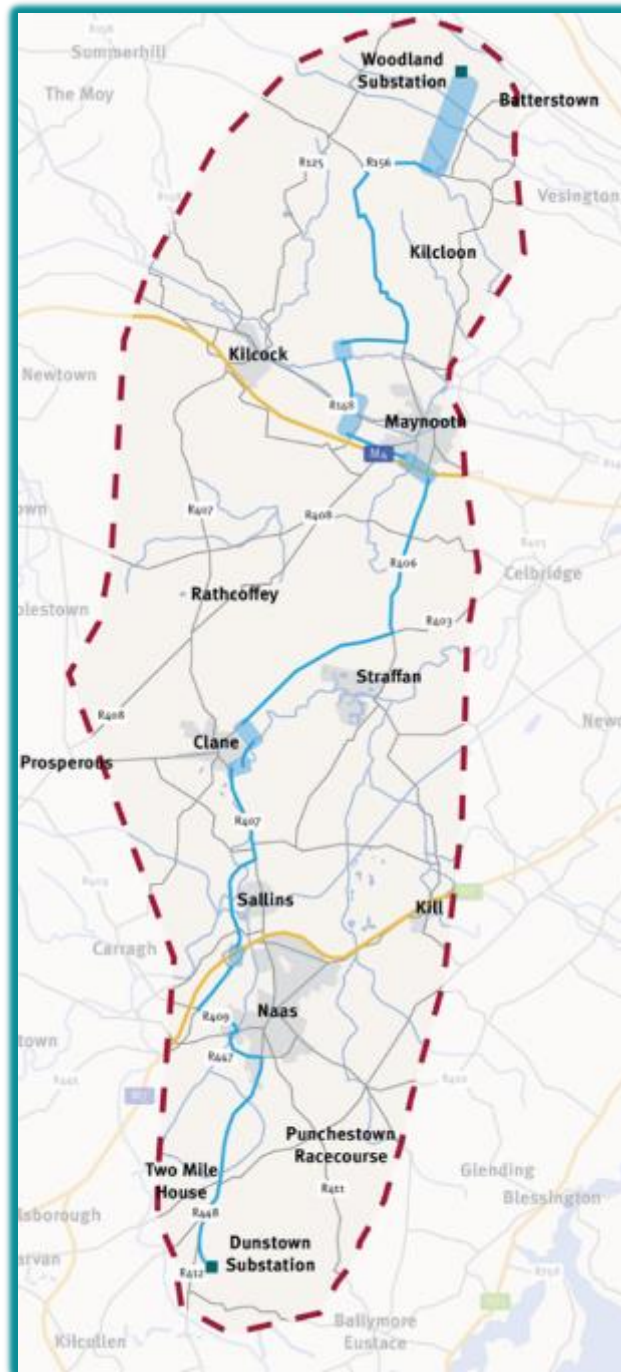 Summerhill
Woodland
Substation
The Moy
Batterstown
R125
R156
Vesington
Kilcloon
Kilcock
Newtown
R148
Maynooth
M4
R407
R408
R406
Celbridge
Rathcoffey
R403
Straffan
R408
Clane
Prosperous
R407
Sallins
Kill
Carragh
Naas
R409
R447
Punchestown
Racecourse
Two Mile
House
Glending
Blessington
R411
R448
Dunstown
Substation
R412
Ballymore
Eustace
Kilcullen